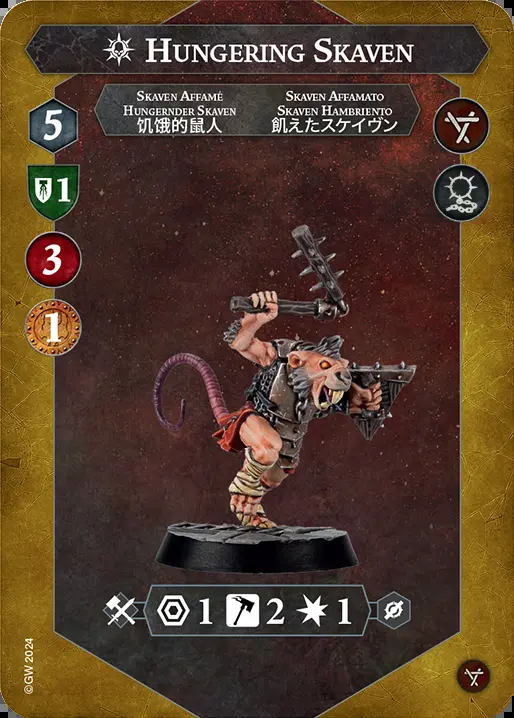 Hungering Skaven
Skaven Affamé
Hungernder Skaven
饥饿的鼠人
Skaven Affamato
Skaven Hambriento
飢えたスケイヴン
5
1
3
1
1 2 1
©GW 2024